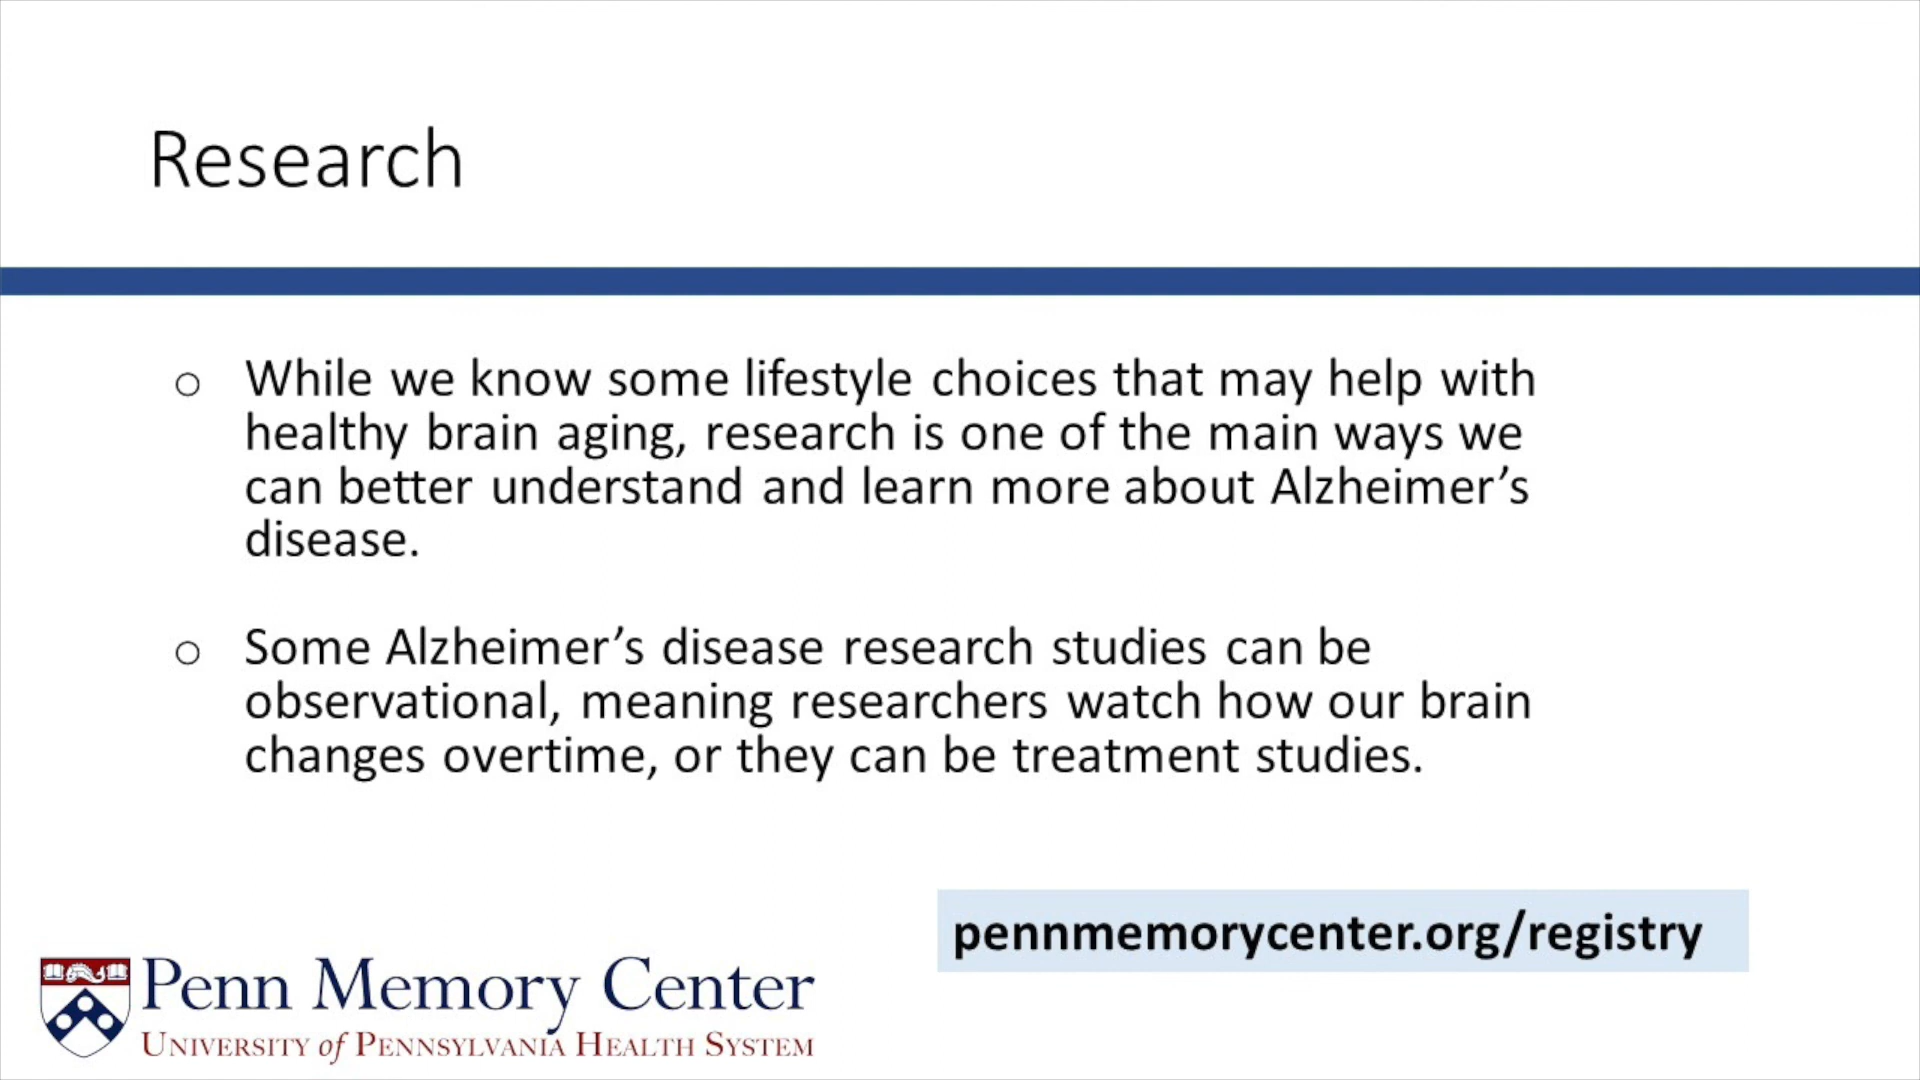 Research
○ While we know some lifestyle choices that may help with
healthy brain aging, research is one of the main ways we
can better understand and learn more about Alzheimer’s
disease.
○ Some Alzheimer’s disease research studies can be
observational, meaning researchers watch how our brain
changes overtime, or they can be treatment studies.
pennmemorycenter.org/registry
Penn Memory Center
University of Pennsylvania Health System